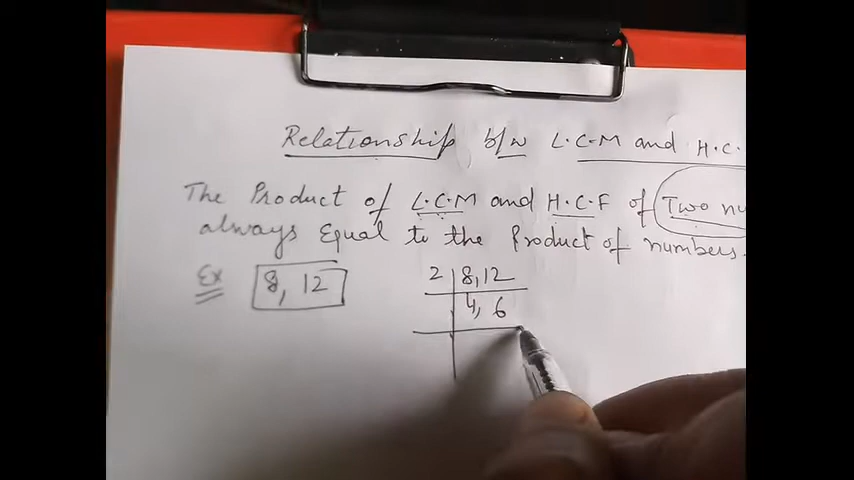 Relationship b/w L.C.M and H.C.
The Product of L.C.M and H.C.F of Two nu
always Equal to the Product of numbers.
Ex 8, 12
2 8,12
4, 6